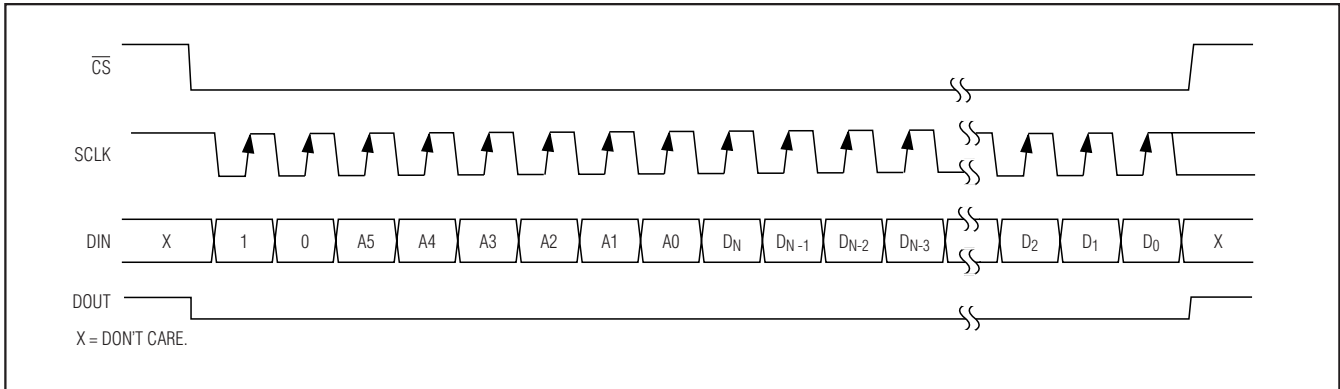 CS
SCLK
DIN X 1 0 A5 A4 A3 A2 A1 A0 DN DN-1 DN-2 DN-3 D2 D1 D0 X
DOUT
X = DON'T CARE.